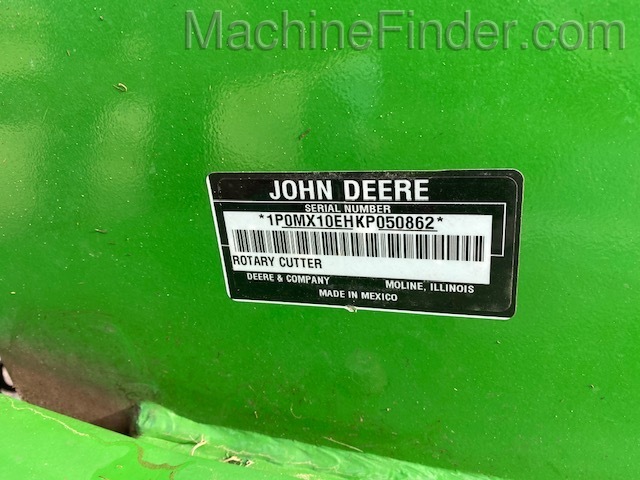 MachineFinder.com
JOHN DEERE
SERIAL NUMBER
*1P0MX10EHKP050862*
ROTARY CUTTER
DEERE & COMPANY MOLINE, ILLINOIS
MADE IN MEXICO